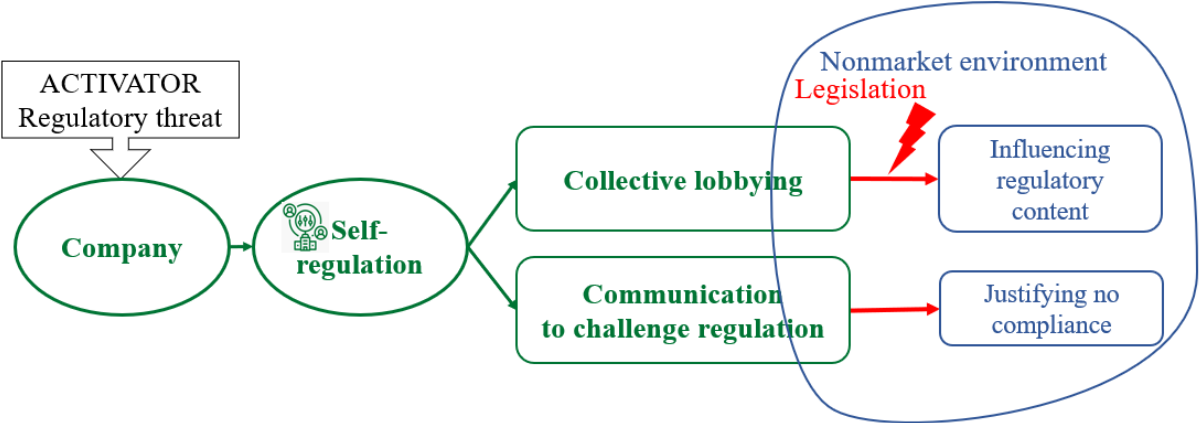 ACTIVATOR
Regulatory threat
Company
Self-
regulation
Collective lobbying
Communication
to challenge regulation
Nonmarket environment
Legislation
Influencing
regulatory
content
Justifying no
compliance